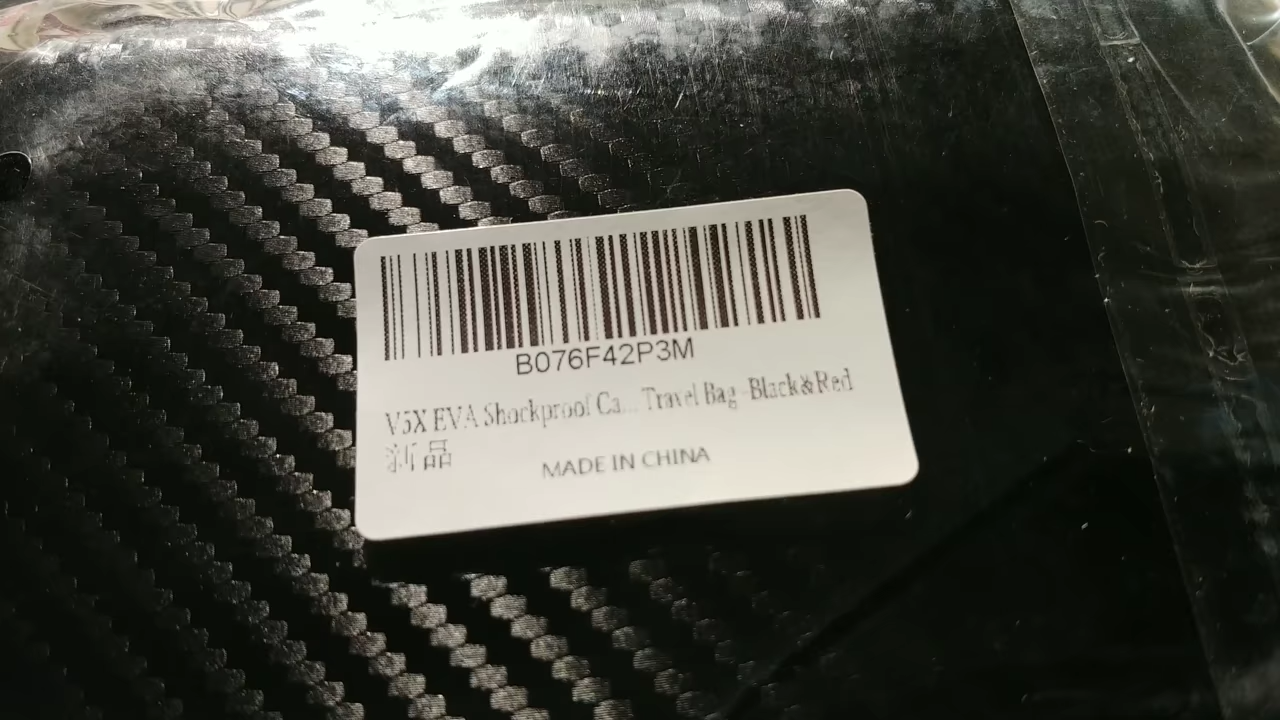 B076F42P3M
V5X EVA Shockproof Ca... Travel Bag-Black&Red
新品
MADE IN CHINA